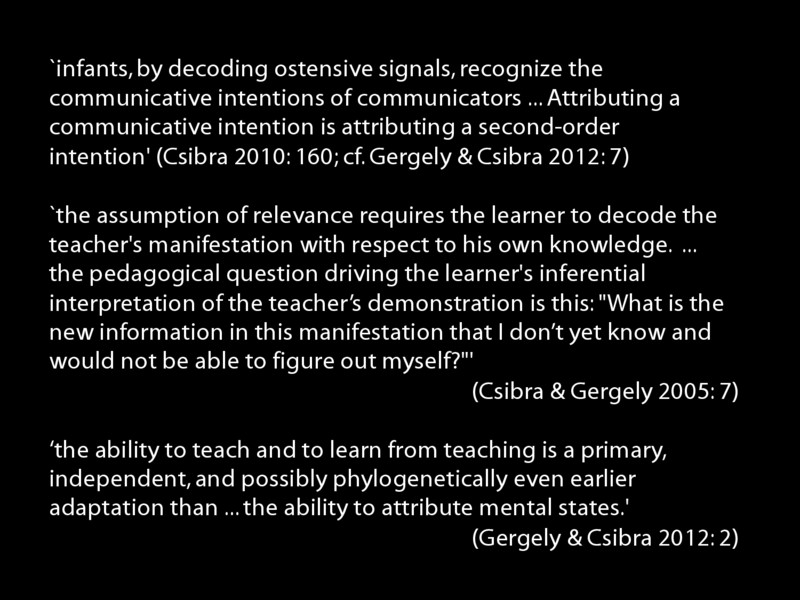 `infants, by decoding ostensive signals, recognize the
communicative intentions of communicators ... Attributing a
communicative intention is attributing a second-order
intention' (Csibra 2010: 160; cf. Gergely & Csibra 2012: 7)
`the assumption of relevance requires the learner to decode the
teacher's manifestation with respect to his own knowledge.  ...
the pedagogical question driving the learner's inferential
interpretation of the teacher’s demonstration is this: "What is the
new information in this manifestation that I don’t yet know and
would not be able to figure out myself?"'
(Csibra & Gergely 2005: 7)
‘the ability to teach and to learn from teaching is a primary,
independent, and possibly phylogenetically even earlier
adaptation than ... the ability to attribute mental states.'
(Gergely & Csibra 2012: 2)